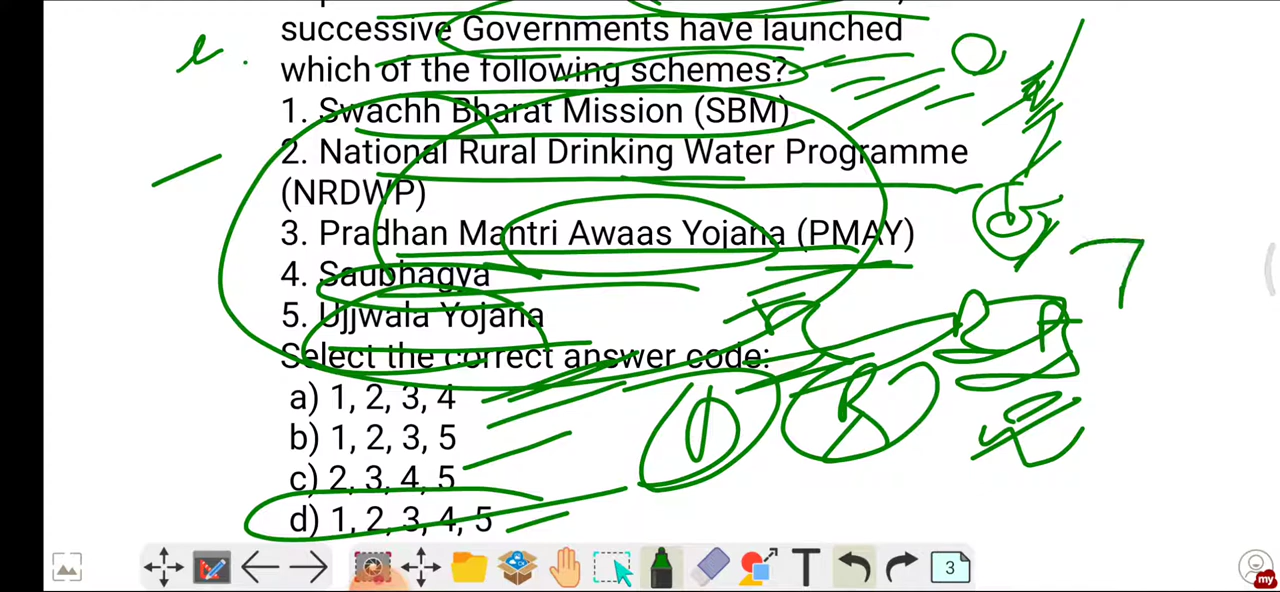 successive Governments have launched
which of the following schemes?
1. Swachh Bharat Mission (SBM)
2. National Rural Drinking Water Programme
(NRDWP)
3. Pradhan Mantri Awaas Yojana (PMAY)
4. Saubhagya
5. Ujjwala Yojana
Select the correct answer code:
a) 1, 2, 3, 4
b) 1, 2, 3, 5
c) 2, 3, 4, 5
d) 1, 2, 3, 4, 5
T
3
my